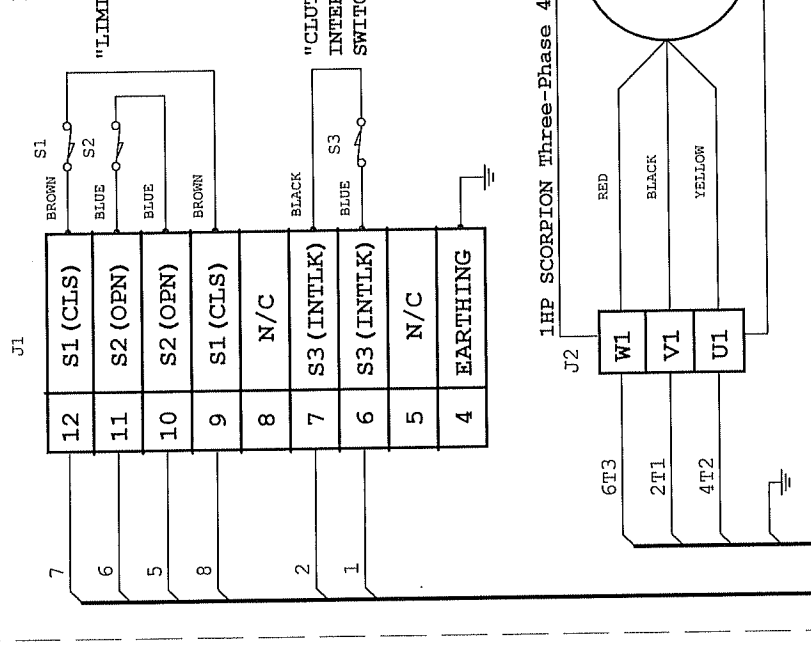 J1
"LIMI
S1
S2
BROWN
BLUE
BLUE
BROWN
"CLUT
INTER
SWITC
S3
BLACK
BLUE
12 S1(CLS) 7
11 S2(OPN) 6
10 S2(OPN) 5
9 S1(CLS) 8
8 N/C
7 S3(INTLK) 2
6 S3(INTLK) 1
5 N/C
4 EARTHING
1HP SCORPION Three-Phase 4
J2
RED
BLACK
YELLOW
W1 6T3
V1 2T1
U1 4T2